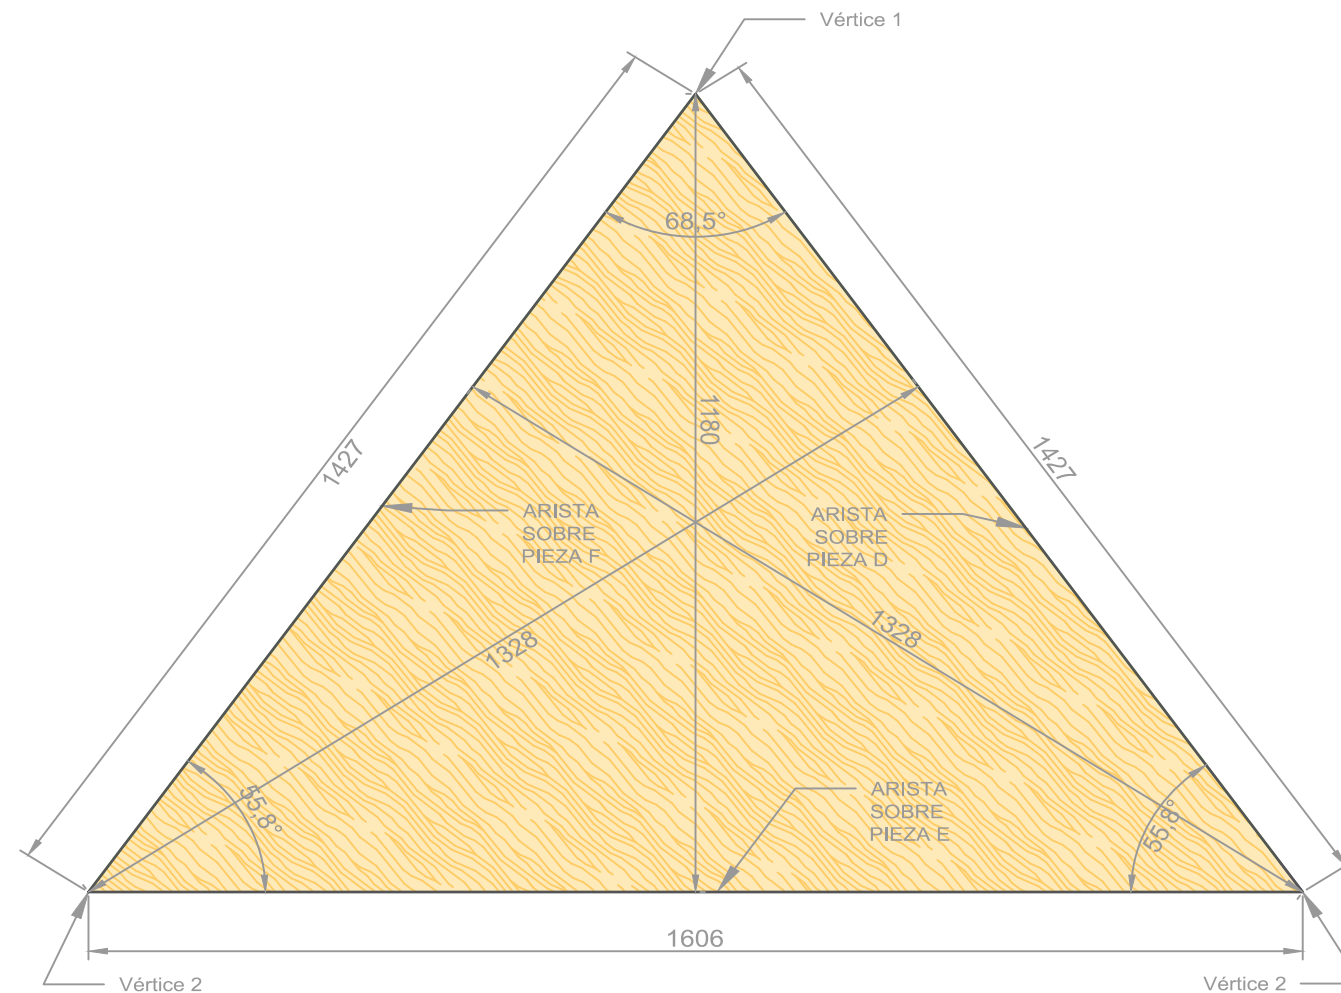 Vértice 1
68,5°
1180
1427
1427
ARISTA
SOBRE
PIEZA F
ARISTA
SOBRE
PIEZA D
1328
1328
55,8°
ARISTA
SOBRE
PIEZA E
55,8°
1606
Vértice 2
Vértice 2